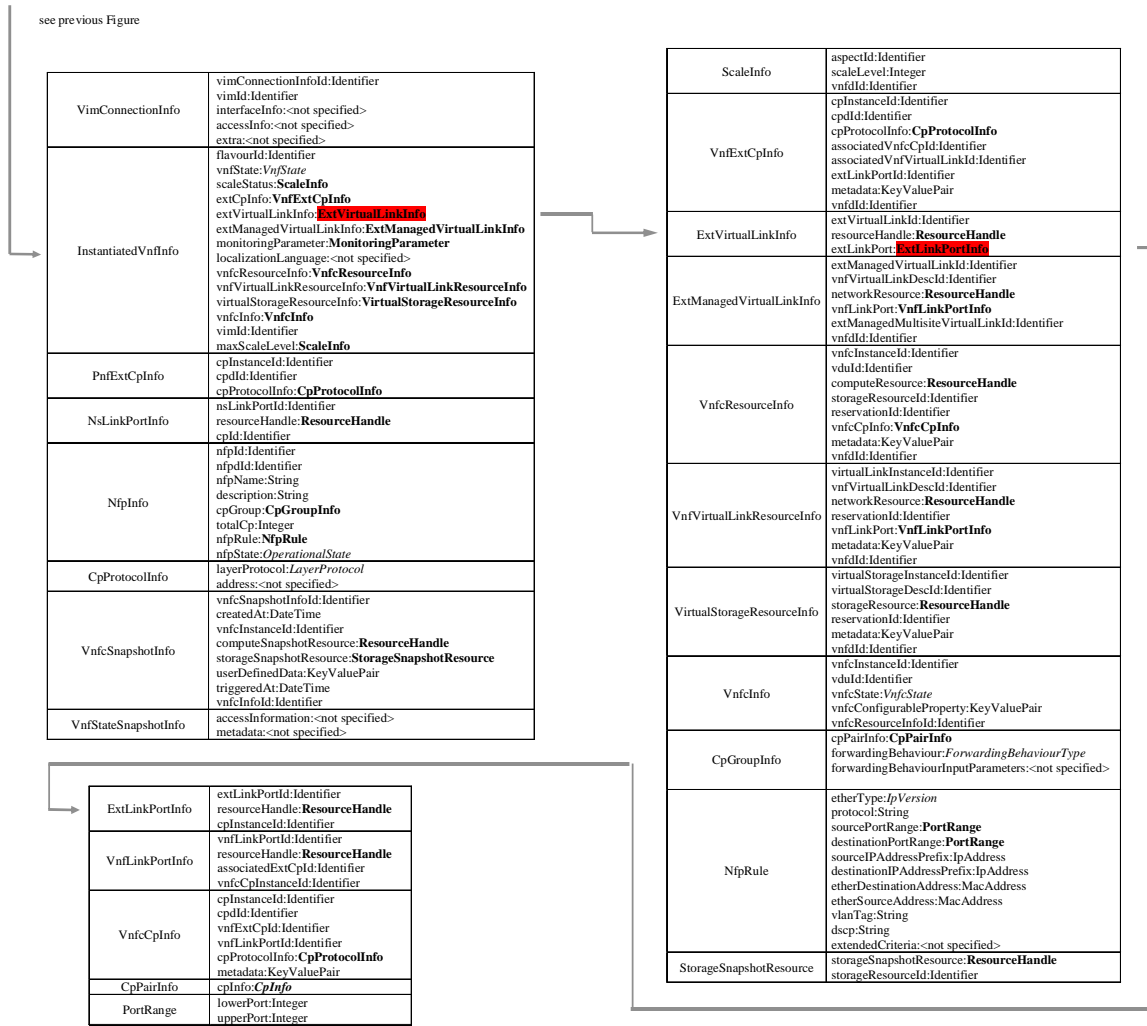 see previous Figure
VimConnectionInfo
vimConnectionInfoId:Identifier
vimId:Identifier
interfaceInfo:<not specified>
accessInfo:<not specified>
extra:<not specified>
InstantiatedVnfInfo
flavourId:Identifier
vnfState:VnfState
scaleStatus:ScaleInfo
extCpInfo:VnfExtCpInfo
extVirtualLinkInfo:ExtVirtualLinkInfo
extManagedVirtualLinkInfo:ExtManagedVirtualLinkInfo
monitoringParameter:MonitoringParameter
localizationLanguage:<not specified>
vnfcResourceInfo:VnfcResourceInfo
vnfVirtualLinkResourceInfo:VnfVirtualLinkResourceInfo
virtualStorageResourceInfo:VirtualStorageResourceInfo
vnfcInfo:VnfcInfo
vimId:Identifier
maxScaleLevel:ScaleInfo
PnfExtCpInfo
cpInstanceId:Identifier
cpdId:Identifier
cpProtocolInfo:CpProtocolInfo
NsLinkPortInfo
nsLinkPortId:Identifier
resourceHandle:ResourceHandle
cpId:Identifier
NfpInfo
nfpId:Identifier
nfpdId:Identifier
nfpName:String
description:String
cpGroup:CpGroupInfo
totalCp:Integer
nfpRule:NfpRule
nfpState:OperationalState
CpProtocolInfo
layerProtocol:LayerProtocol
address:<not specified>
VnfcSnapshotInfo
vnfcSnapshotInfoId:Identifier
createdAt:DateTime
vnfcInstanceId:Identifier
computeSnapshotResource:ResourceHandle
storageSnapshotResource:StorageSnapshotResource
userDefinedData:KeyValuePair
triggeredAt:DateTime
vnfcInfoId:Identifier
VnfStateSnapshotInfo
accessInformation:<not specified>
metadata:<not specified>
ScaleInfo
aspectId:Identifier
scaleLevel:Integer
vnfdId:Identifier
VnfExtCpInfo
cpInstanceId:Identifier
cpdId:Identifier
cpProtocolInfo:CpProtocolInfo
associatedVnfcCpId:Identifier
associatedVnfVirtualLinkId:Identifier
extLinkPortId:Identifier
metadata:KeyValuePair
vnfdId:Identifier
ExtVirtualLinkInfo
extVirtualLinkId:Identifier
resourceHandle:ResourceHandle
extLinkPort:ExtLinkPortInfo
ExtManagedVirtualLinkInfo
extManagedVirtualLinkId:Identifier
vnfVirtualLinkDescId:Identifier
networkResource:ResourceHandle
vnfLinkPort:VnfLinkPortInfo
extManagedMultisiteVirtualLinkId:Identifier
vnfdId:Identifier
VnfcResourceInfo
vnfcInstanceId:Identifier
vduId:Identifier
computeResource:ResourceHandle
storageResourceId:Identifier
reservationId:Identifier
vnfcCpInfo:VnfcCpInfo
metadata:KeyValuePair
vnfdId:Identifier
VnfVirtualLinkResourceInfo
virtualLinkInstanceId:Identifier
vnfVirtualLinkDescId:Identifier
networkResource:ResourceHandle
reservationId:Identifier
vnfLinkPort:VnfLinkPortInfo
metadata:KeyValuePair
vnfdId:Identifier
VirtualStorageResourceInfo
virtualStorageInstanceId:Identifier
virtualStorageDescId:Identifier
storageResource:ResourceHandle
reservationId:Identifier
metadata:KeyValuePair
vnfdId:Identifier
VnfcInfo
vnfcInstanceId:Identifier
vduId:Identifier
vnfcState:VnfcState
vnfcConfigurableProperty:KeyValuePair
vnfcResourceInfoId:Identifier
CpGroupInfo
cpPairInfo:CpPairInfo
forwardingBehaviour:ForwardingBehaviourType
forwardingBehaviourInputParameters:<not specified>
NfpRule
etherType:IpVersion
protocol:String
sourcePortRange:PortRange
destinationPortRange:PortRange
sourceIPAddressPrefix:IpAddress
destinationIPAddressPrefix:IpAddress
etherDestinationAddress:MacAddress
etherSourceAddress:MacAddress
vlanTag:String
dscp:String
extendedCriteria:<not specified>
StorageSnapshotResource
storageSnapshotResource:ResourceHandle
storageResourceId:Identifier
ExtLinkPortInfo
extLinkPortId:Identifier
resourceHandle:ResourceHandle
cpInstanceId:Identifier
VnfLinkPortInfo
vnfLinkPortId:Identifier
resourceHandle:ResourceHandle
associatedExtCpId:Identifier
vnfcCpInstanceId:Identifier
VnfcCpInfo
cpInstanceId:Identifier
cpdId:Identifier
vnfExtCpId:Identifier
vnfLinkPortId:Identifier
cpProtocolInfo:CpProtocolInfo
metadata:KeyValuePair
CpPairInfo
cpInfo:CpInfo
PortRange
lowerPort:Integer
upperPort:Integer